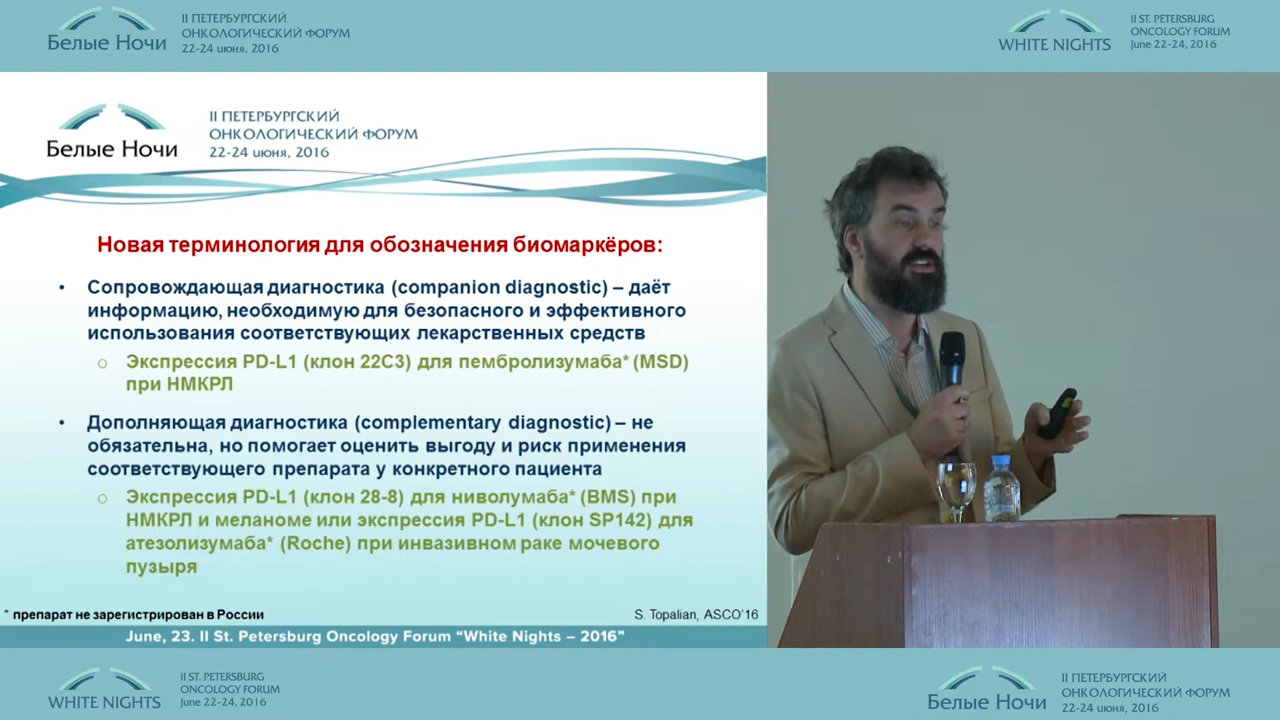 Белые Ночи
II ПЕТЕРБУРГСКИЙ
ОНКОЛОГИЧЕСКИЙ ФОРУМ
22-24 июня, 2016
WHITE NIGHTS
II ST. PETERSBURG
ONCOLOGY FORUM
June 22-24, 2016
Белые Ночи
II ПЕТЕРБУРГСКИЙ
ОНКОЛОГИЧЕСКИЙ ФОРУМ
22-24 июня, 2016
Новая терминология для обозначения биомаркёров:
• Сопровождающая диагностика (companion diagnostic) – даёт
информацию, необходимую для безопасного и эффективного
использования соответствующих лекарственных средств
o Экспрессия PD-L1 (клон 22C3) для пембролизумаба* (MSD)
при НМКРЛ
• Дополняющая диагностика (complementary diagnostic) – не
обязательна, но помогает оценить выгоду и риск применения
соответствующего препарата у конкретного пациента
o Экспрессия PD-L1 (клон 28-8) для ниволумаба* (BMS) при
НМКРЛ и меланоме или экспрессия PD-L1 (клон SP142) для
атезолизумаба* (Roche) при инвазивном раке мочевого
пузыря
* препарат не зарегистрирован в России
S. Topalian, ASCO'16
June, 23. II St. Petersburg Oncology Forum “White Nights – 2016”
WHITE NIGHTS
II ST. PETERSBURG
ONCOLOGY FORUM
June 22-24, 2016
Белые Ночи
II ПЕТЕРБУРГСКИЙ
ОНКОЛОГИЧЕСКИЙ ФОРУМ
22-24 июня, 2016